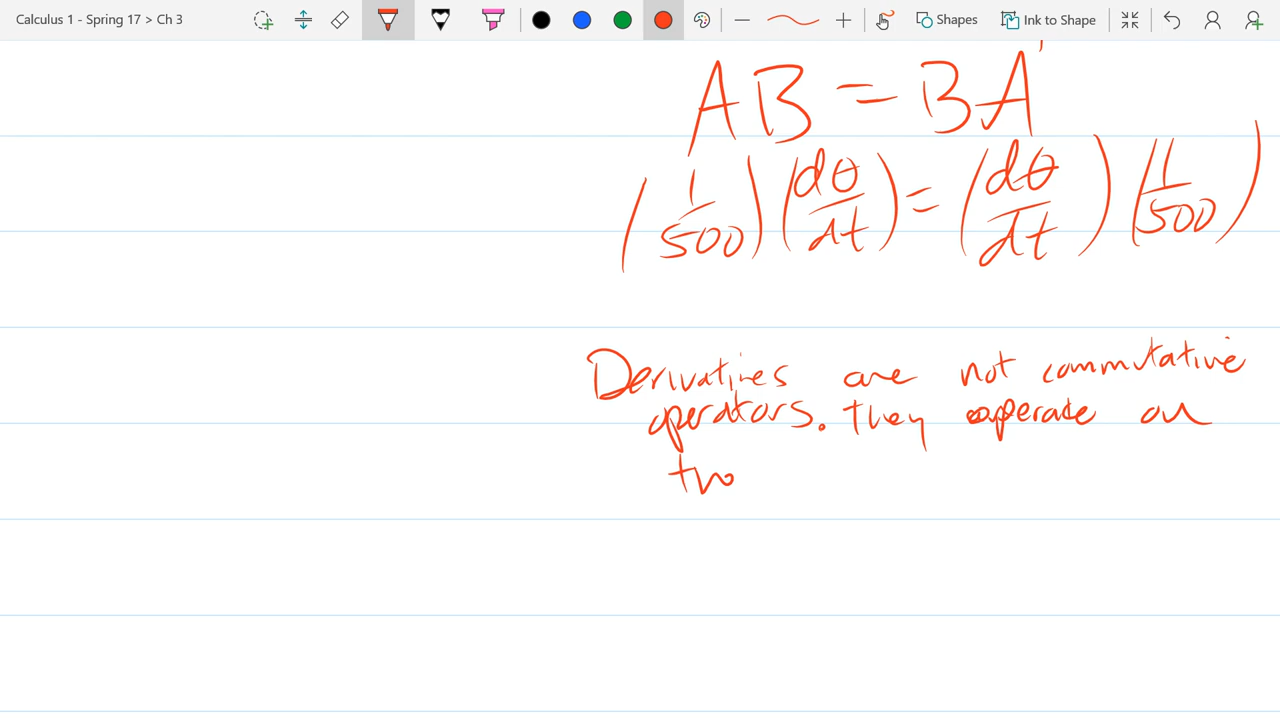 Calculus 1 - Spring 17 > Ch 3
Shapes
Ink to Shape
AB = BA'
(1/500)(dθ/dt) = (dθ/dt)(1/500)
Derivatives are not commutative
operators. They operate on
two